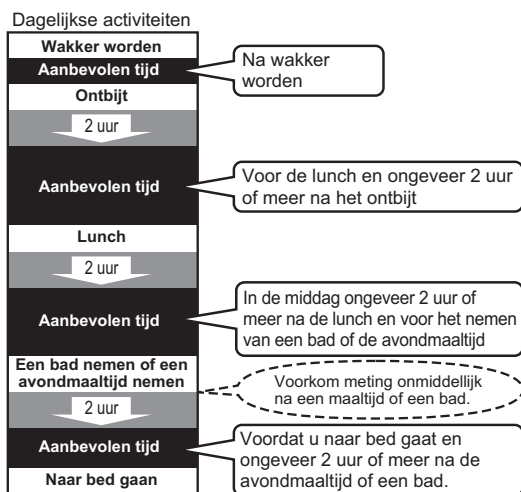 Dagelijkse activiteiten
Wakker worden
Aanbevolen tijd
Na wakker
worden
Ontbijt
2 uur
Aanbevolen tijd
Voor de lunch en ongeveer 2 uur
of meer na het ontbijt
Lunch
2 uur
Aanbevolen tijd
In de middag ongeveer 2 uur of
meer na de lunch en voor het nemen
van een bad of de avondmaaltijd
Een bad nemen of een
avondmaaltijd nemen
Voorkom meting onmiddellijk
na een maaltijd of een bad.
2 uur
Aanbevolen tijd
Voordat u naar bed gaat en
ongeveer 2 uur of meer na de
avondmaaltijd of een bad.
Naar bed gaan